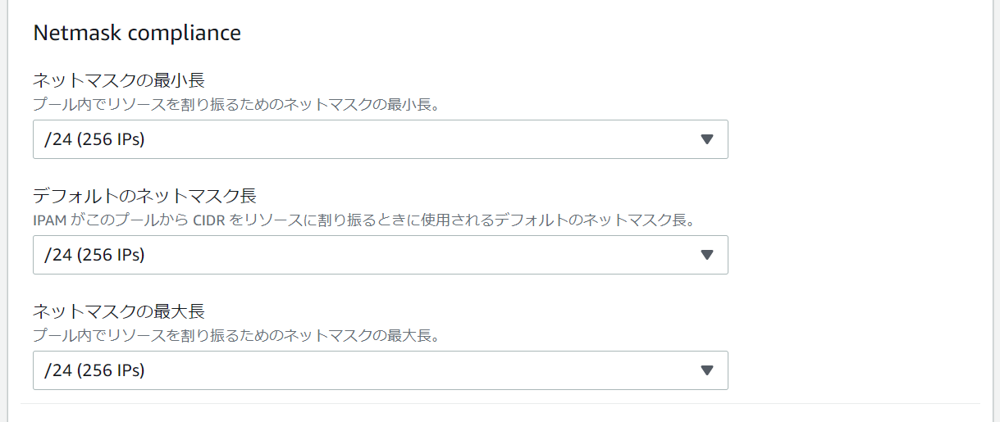 Netmask compliance
ネットマスクの最小長
プール内でリソースを割り振るためのネットマスクの最小長。
/24 (256 IPs)
デフォルトのネットマスク長
IPAM がこのプールから CIDR をリソースに割り振るときに使用されるデフォルトのネットマスク長。
/24 (256 IPs)
ネットマスクの最大長
プール内でリソースを割り振るためのネットマスクの最大長。
/24 (256 IPs)